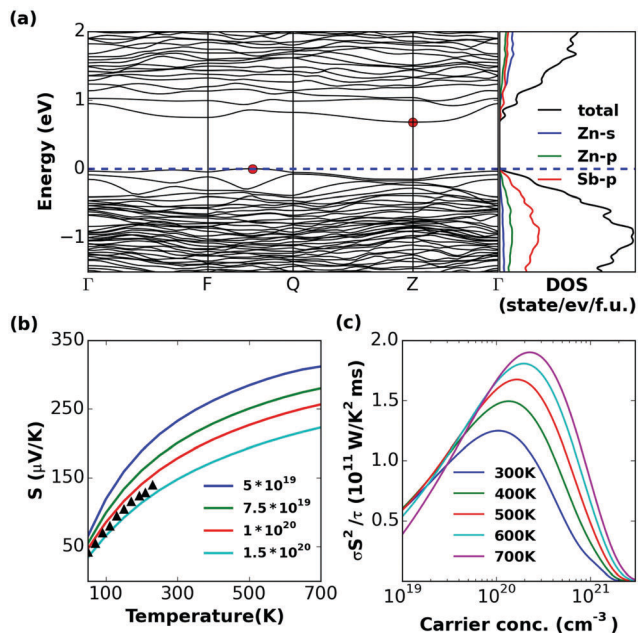 (a)
2
1
0
−1
Energy (eV)
Γ
F
Q
Z
Γ
total
Zn-s
Zn-p
Sb-p
DOS
(state/ev/f.u.)
(b)
350
250
150
50
S (μV/K)
5*10^19
7.5*10^19
1*10^20
1.5*10^20
100
300
500
700
Temperature(K)
(c)
2.0
1.5
1.0
0.5
σS²/τ (10^11 W/K² ms)
300K
400K
500K
600K
700K
10^19
10^20
10^21
Carrier conc. (cm^-3)